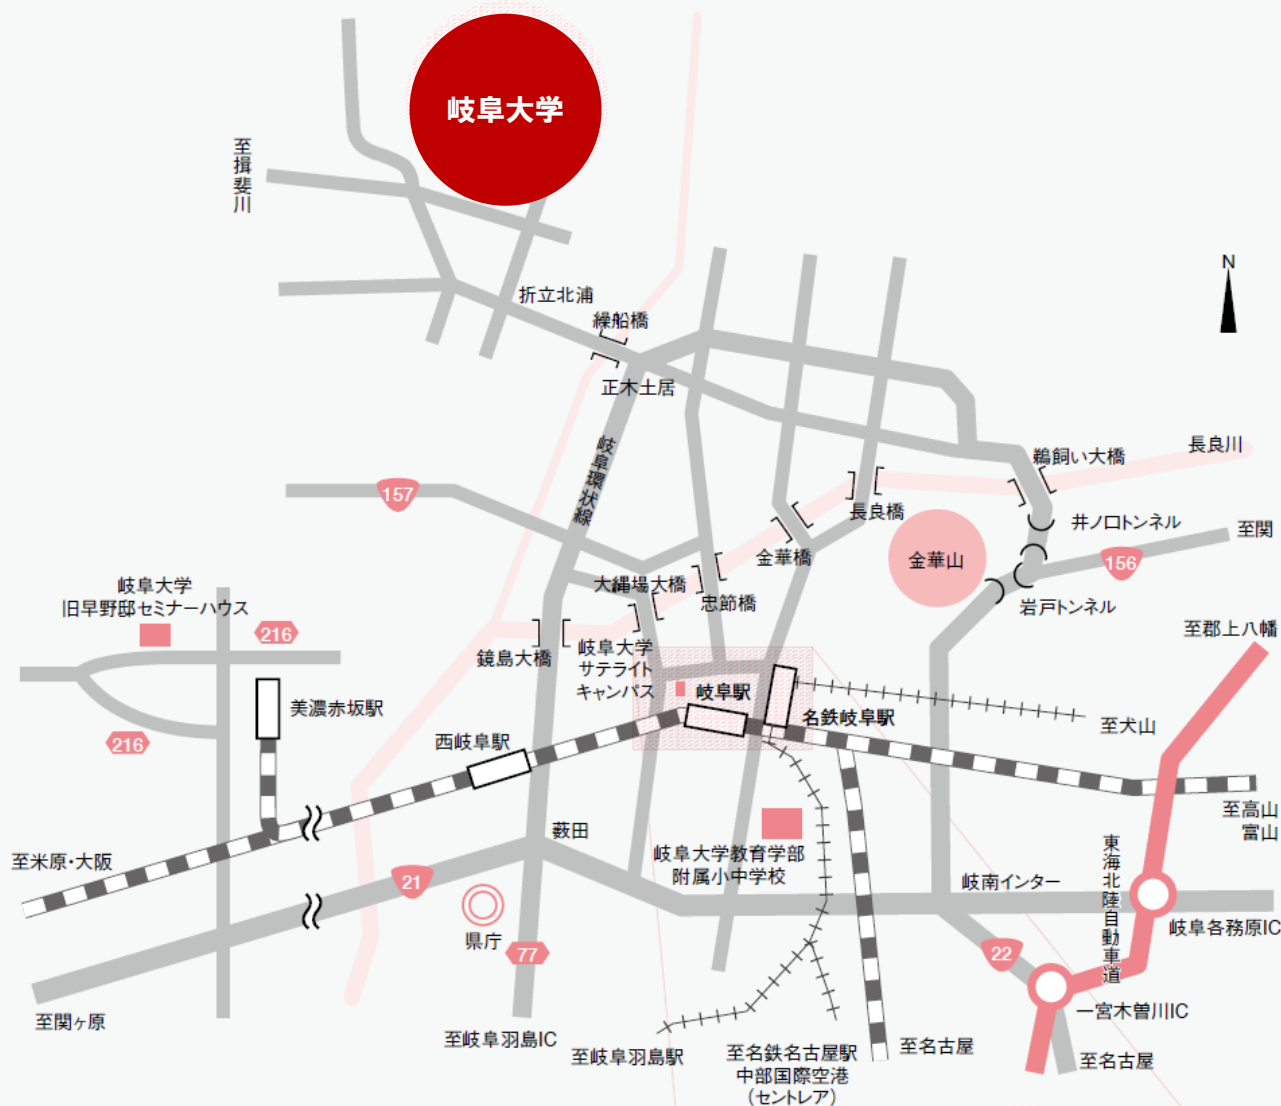 岐阜大学
至揖斐川
N
折立北浦
繰船橋
正木土居
岐阜環状線
鵜飼い大橋
長良川
157
長良橋
井ノ口トンネル
至関
金華橋
金華山
156
岐阜大学
旧早野邸セミナーハウス
大縄場大橋
忠節橋
岩戸トンネル
216
鏡島大橋
岐阜大学
サテライト
キャンパス
至郡上八幡
美濃赤坂駅
岐阜駅
名鉄岐阜駅
至犬山
216
西岐阜駅
至高山
富山
薮田
至米原・大阪
岐阜大学教育学部
附属小中学校
東海北陸自動車道
21
岐南インター
県庁
岐阜各務原IC
77
22
至関ヶ原
一宮木曽川IC
至岐阜羽島IC
至岐阜羽島駅
至名鉄名古屋駅
中部国際空港
（セントレア）
至名古屋
至名古屋